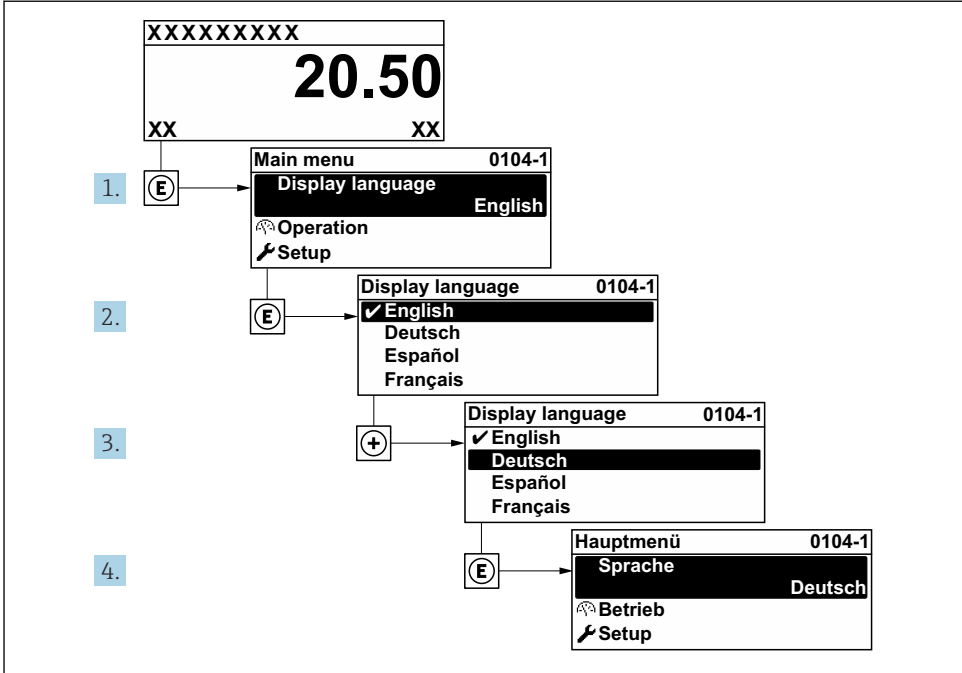 XXXXXXXXX
20.50
XX XX
Main menu 0104-1
1. E Display language
English
Operation
Setup
Display language 0104-1
2. E ✔English
Deutsch
Español
Français
Display language 0104-1
3. + ✔English
Deutsch
Español
Français
Hauptmenü 0104-1
4. E Sprache
Deutsch
Betrieb
Setup